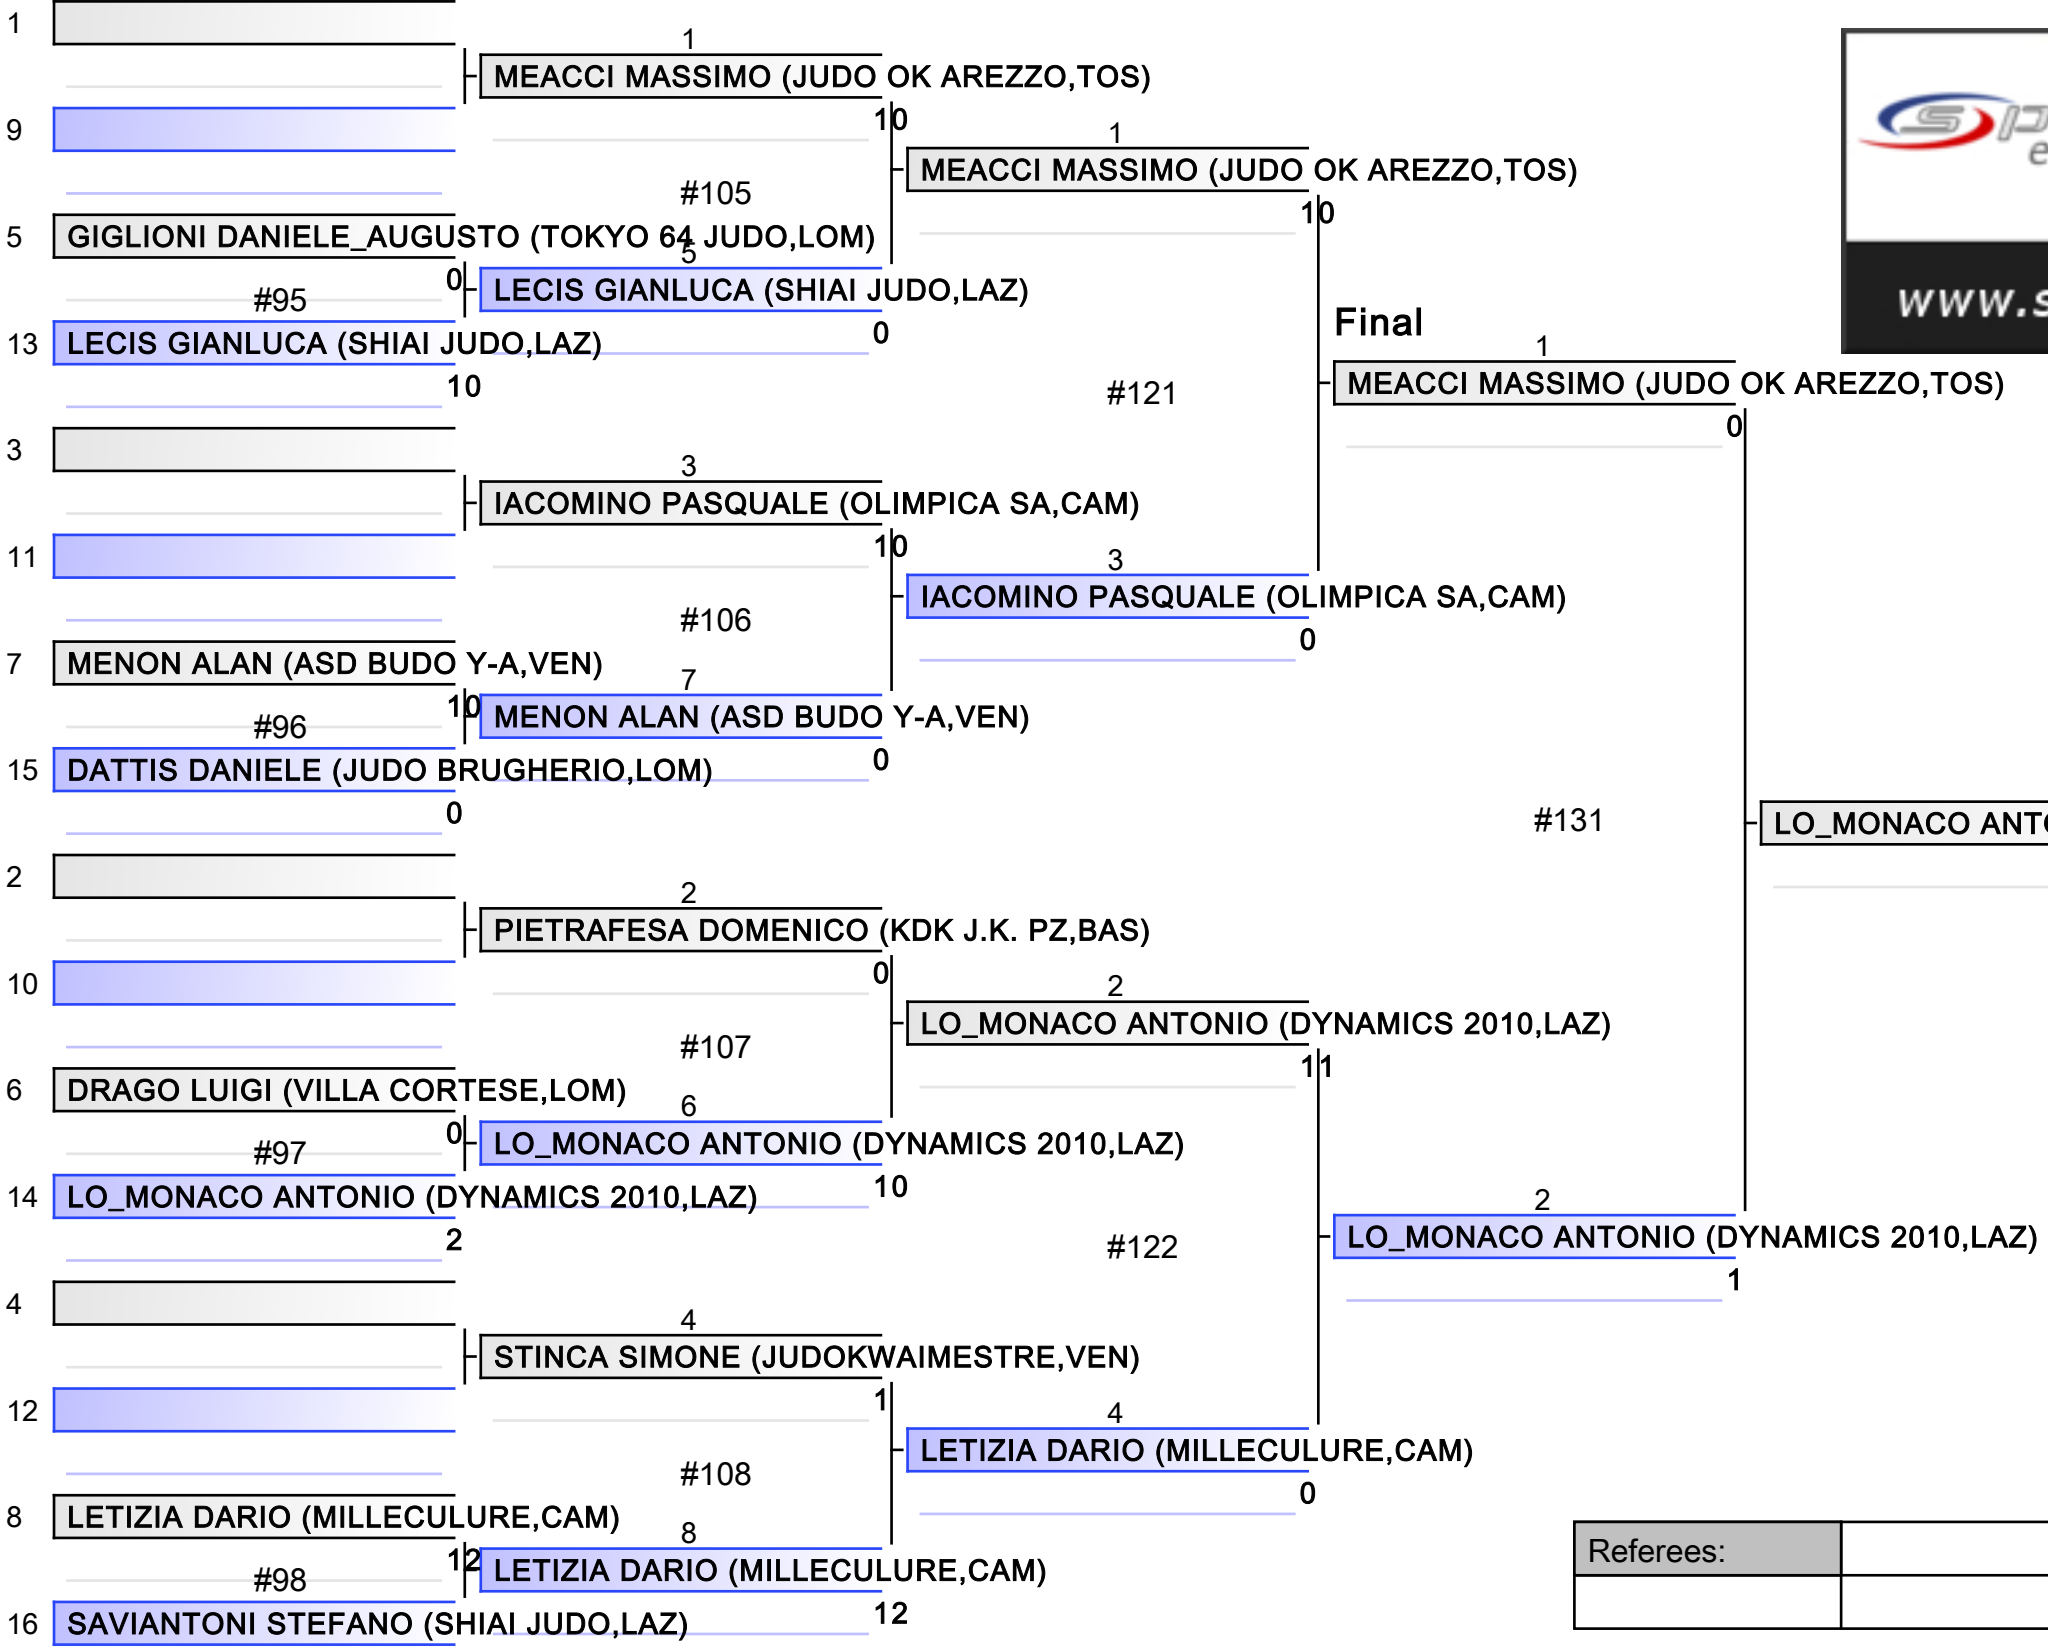 1
1
MEACCI MASSIMO (JUDO OK AREZZO,TOS)
10
9
1
MEACCI MASSIMO (JUDO OK AREZZO,TOS)
10
#105
5
GIGLIONI DANIELE_AUGUSTO (TOKYO 64 JUDO,LOM)
0
5
LECIS GIANLUCA (SHIAI JUDO,LAZ)
0
#95
13
LECIS GIANLUCA (SHIAI JUDO,LAZ)
10
Final
1
MEACCI MASSIMO (JUDO OK AREZZO,TOS)
0
#121
3
3
IACOMINO PASQUALE (OLIMPICA SA,CAM)
10
11
3
IACOMINO PASQUALE (OLIMPICA SA,CAM)
0
#106
7
MENON ALAN (ASD BUDO Y-A,VEN)
10
7
MENON ALAN (ASD BUDO Y-A,VEN)
0
#96
15
DATTIS DANIELE (JUDO BRUGHERIO,LOM)
0
#131
LO_MONACO ANTO
2
2
PIETRAFESA DOMENICO (KDK J.K. PZ,BAS)
0
10
2
LO_MONACO ANTONIO (DYNAMICS 2010,LAZ)
11
#107
6
DRAGO LUIGI (VILLA CORTESE,LOM)
0
6
LO_MONACO ANTONIO (DYNAMICS 2010,LAZ)
10
#97
14
LO_MONACO ANTONIO (DYNAMICS 2010,LAZ)
2
#122
2
LO_MONACO ANTONIO (DYNAMICS 2010,LAZ)
1
4
4
STINCA SIMONE (JUDOKWAIMESTRE,VEN)
1
12
4
LETIZIA DARIO (MILLECULURE,CAM)
0
#108
8
LETIZIA DARIO (MILLECULURE,CAM)
12
8
LETIZIA DARIO (MILLECULURE,CAM)
12
#98
16
SAVIANTONI STEFANO (SHIAI JUDO,LAZ)
sp
e
www.s
Referees: